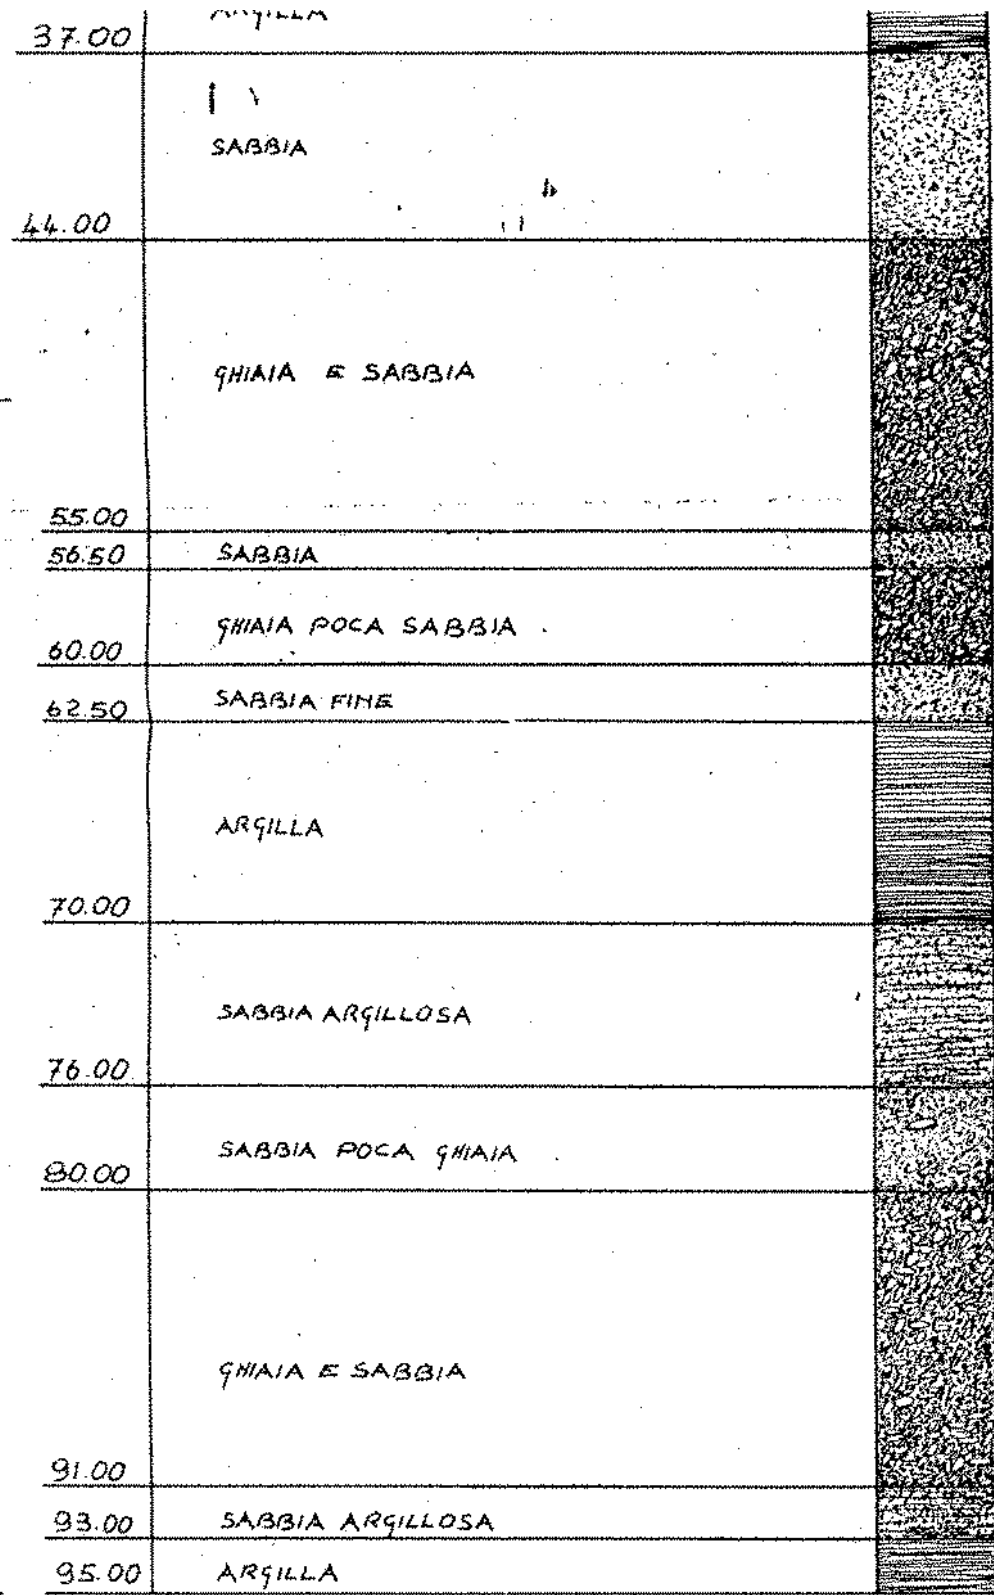 ARGILLA
37.00
SABBIA
44.00
GHIAIA E SABBIA
55.00
56.50 SABBIA
GHIAIA POCA SABBIA
60.00
62.50 SABBIA FINE
ARGILLA
70.00
SABBIA ARGILLOSA
76.00
SABBIA POCA GHIAIA
80.00
GHIAIA E SABBIA
91.00
93.00 SABBIA ARGILLOSA
95.00 ARGILLA